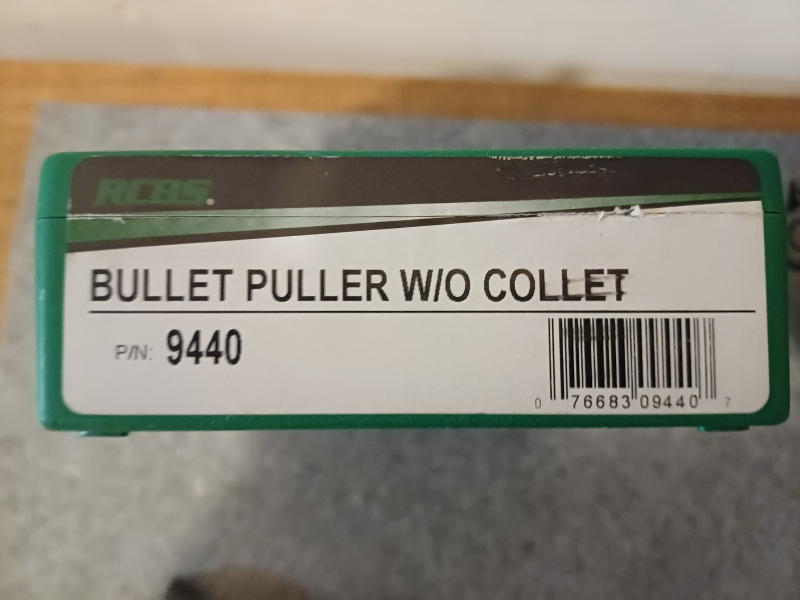 RCBS.
BULLET PULLER W/O COLLET
P/N: 9440
0 76683 09440 7